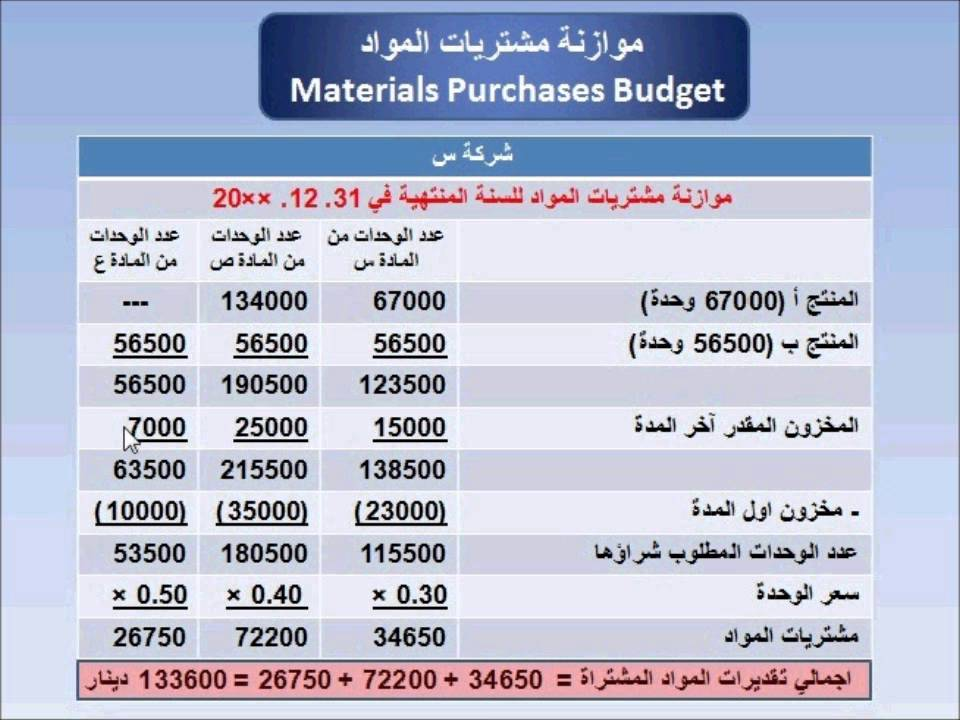 موازنة مشتريات المواد
Materials Purchases Budget
شركة س
موازنة مشتريات المواد للسنة المنتهية في 31. 12. ××20
عدد الوحدات من المادة س عدد الوحدات من المادة ص عدد الوحدات من المادة ع
المنتج أ (67000 وحدة) 67000 134000 ---
المنتج ب (56500 وحدة) 56500 56500 56500
123500 190500 56500
المخزون المقدر آخر المدة 15000 25000 7000
138500 215500 63500
- مخزون اول المدة (23000) (35000) (10000)
عدد الوحدات المطلوب شراؤها 115500 180500 53500
سعر الوحدة × 0.30 × 0.40 × 0.50
مشتريات المواد 34650 72200 26750
اجمالي تقديرات المواد المشتراة = 34650 + 72200 + 26750 = 133600 دينار